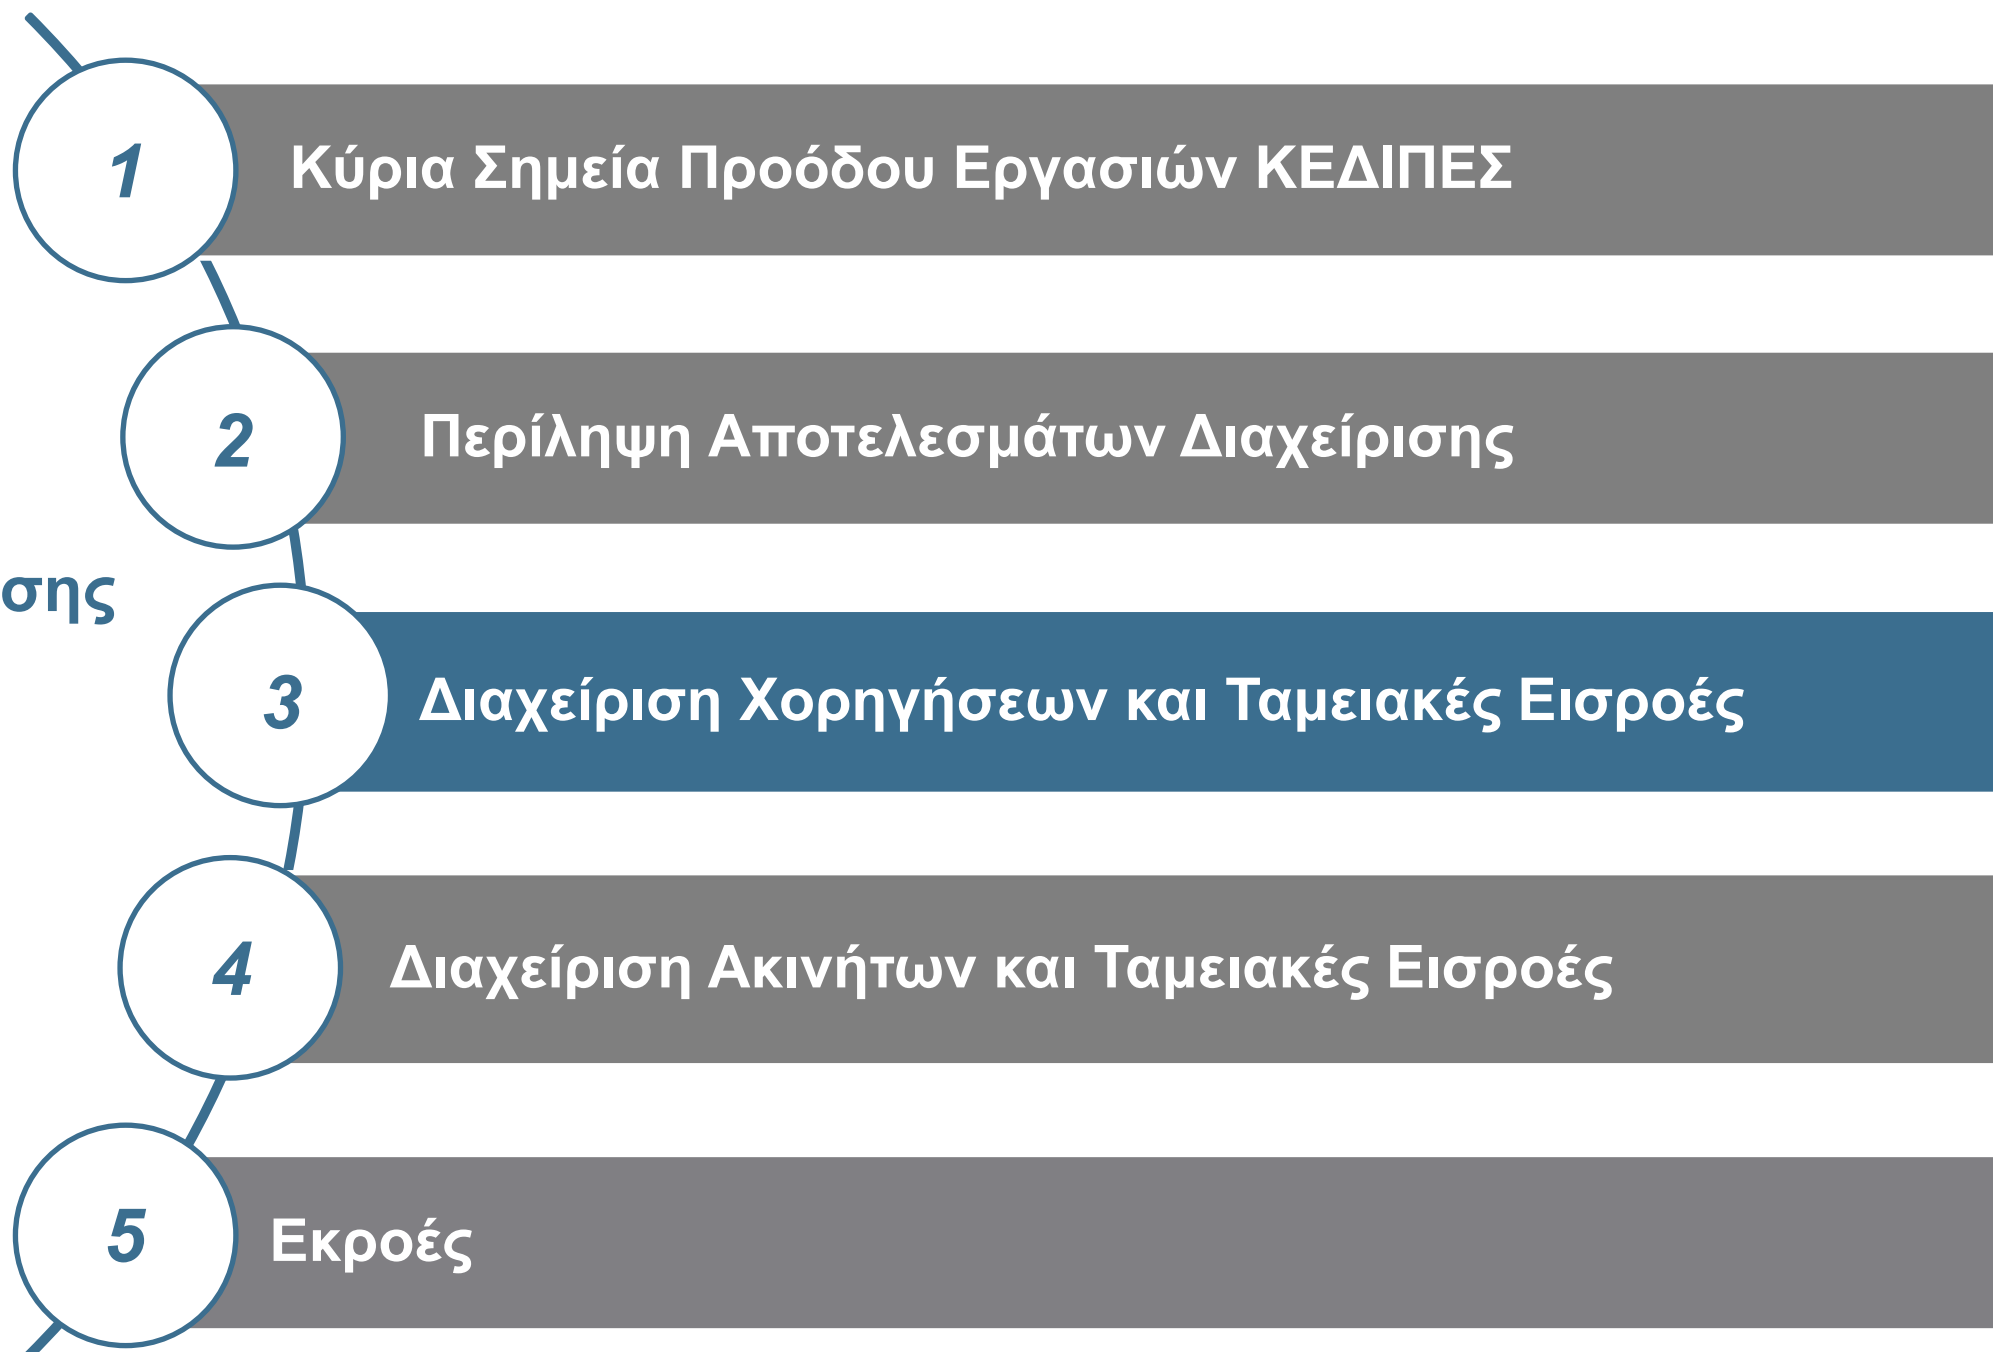 1
Κύρια Σημεία Προόδου Εργασιών ΚΕΔΙΠΕΣ
2
Περίληψη Αποτελεσμάτων Διαχείρισης
σης
3
Διαχείριση Χορηγήσεων και Ταμειακές Εισροές
4
Διαχείριση Ακινήτων και Ταμειακές Εισροές
5
Εκροές